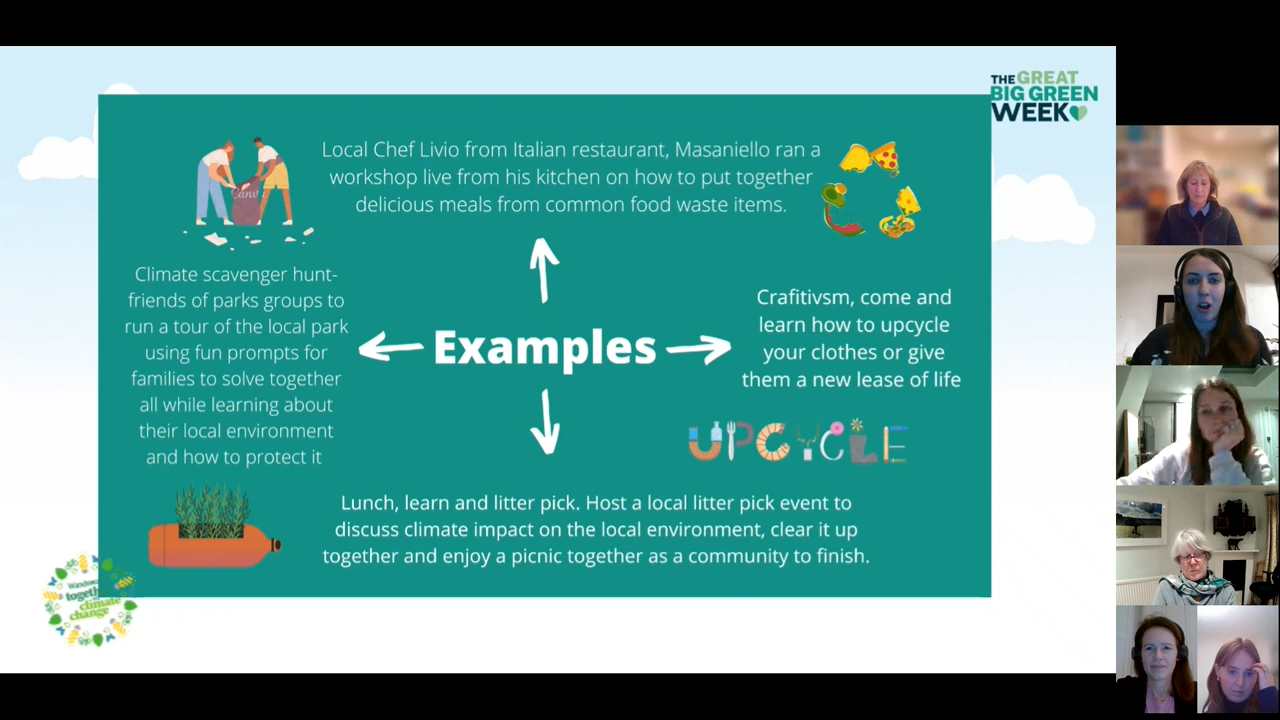 THE GREAT
BIG GREEN
WEEK
Local Chef Livio from Italian restaurant, Masaniello ran a
workshop live from his kitchen on how to put together
delicious meals from common food waste items.
Canva
Climate scavenger hunt-
friends of parks groups to
run a tour of the local park
using fun prompts for
families to solve together
all while learning about
their local environment
and how to protect it
Examples
Crafitivsm, come and
learn how to upcycle
your clothes or give
them a new lease of life
UPCYCLE
Lunch, learn and litter pick. Host a local litter pick event to
discuss climate impact on the local environment, clear it up
together and enjoy a picnic together as a community to finish.
together
climate
change